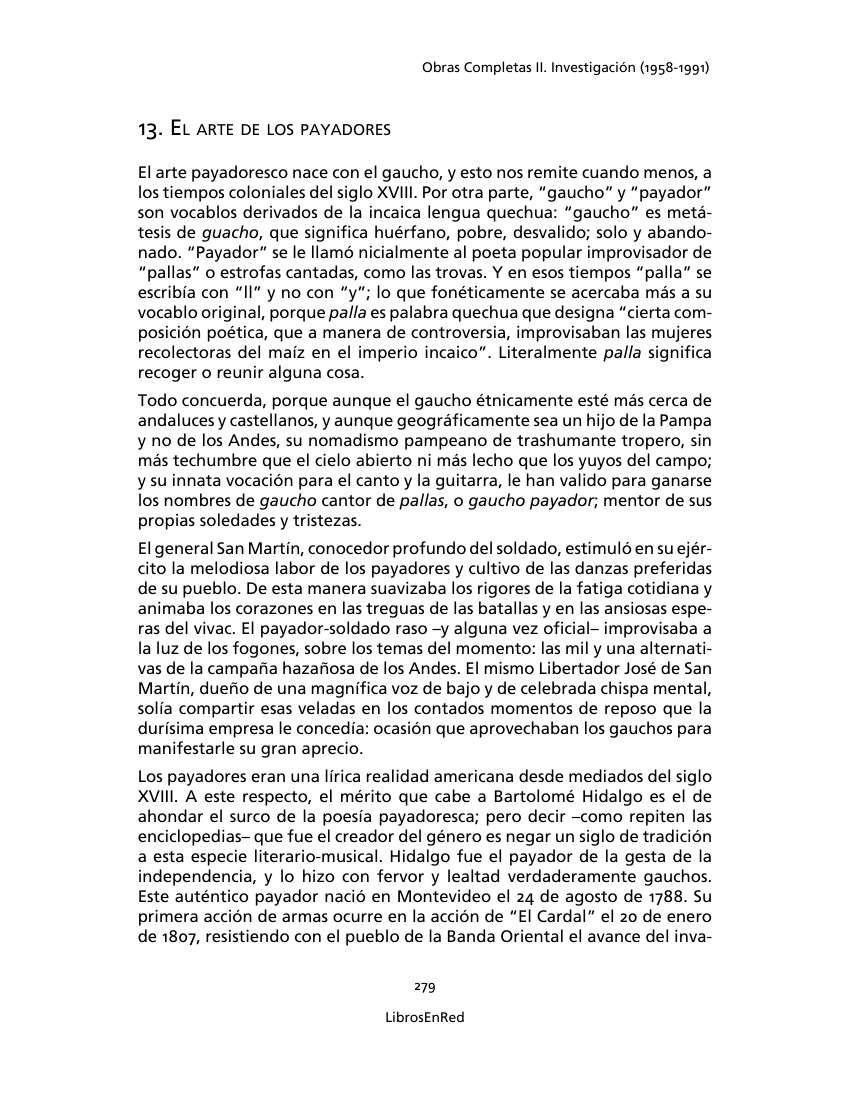 Obras Completas II. Investigación (1958-1991)
13. El arte de los payadores
El arte payadoresco nace con el gaucho, y esto nos remite cuando menos, a
los tiempos coloniales del siglo XVIII. Por otra parte, “gaucho” y “payador”
son vocablos derivados de la incaica lengua quechua: “gaucho” es metá-
tesis de guacho, que significa huérfano, pobre, desvalido; solo y abando-
nado. “Payador” se le llamó nicialmente al poeta popular improvisador de
“pallas” o estrofas cantadas, como las trovas. Y en esos tiempos “palla” se
escribía con “ll” y no con “y”; lo que fonéticamente se acercaba más a su
vocablo original, porque palla es palabra quechua que designa “cierta com-
posición poética, que a manera de controversia, improvisaban las mujeres
recolectoras del maíz en el imperio incaico”. Literalmente palla significa
recoger o reunir alguna cosa.
Todo concuerda, porque aunque el gaucho étnicamente esté más cerca de
andaluces y castellanos, y aunque geográficamente sea un hijo de la Pampa
y no de los Andes, su nomadismo pampeano de trashumante tropero, sin
más techumbre que el cielo abierto ni más lecho que los yuyos del campo;
y su innata vocación para el canto y la guitarra, le han valido para ganarse
los nombres de gaucho cantor de pallas, o gaucho payador; mentor de sus
propias soledades y tristezas.
El general San Martín, conocedor profundo del soldado, estimuló en su ejér-
cito la melodiosa labor de los payadores y cultivo de las danzas preferidas
de su pueblo. De esta manera suavizaba los rigores de la fatiga cotidiana y
animaba los corazones en las treguas de las batallas y en las ansiosas espe-
ras del vivac. El payador-soldado raso –y alguna vez oficial– improvisaba a
la luz de los fogones, sobre los temas del momento: las mil y una alternati-
vas de la campaña hazañosa de los Andes. El mismo Libertador José de San
Martín, dueño de una magnífica voz de bajo y de celebrada chispa mental,
solía compartir esas veladas en los contados momentos de reposo que la
durísima empresa le concedía: ocasión que aprovechaban los gauchos para
manifestarle su gran aprecio.
Los payadores eran una lírica realidad americana desde mediados del siglo
XVIII. A este respecto, el mérito que cabe a Bartolomé Hidalgo es el de
ahondar el surco de la poesía payadoresca; pero decir –como repiten las
enciclopedias– que fue el creador del género es negar un siglo de tradición
a esta especie literario-musical. Hidalgo fue el payador de la gesta de la
independencia, y lo hizo con fervor y lealtad verdaderamente gauchos.
Este auténtico payador nació en Montevideo el 24 de agosto de 1788. Su
primera acción de armas ocurre en la acción de “El Cardal” el 20 de enero
de 1807, resistiendo con el pueblo de la Banda Oriental el avance del inva-
279
LibrosEnRed